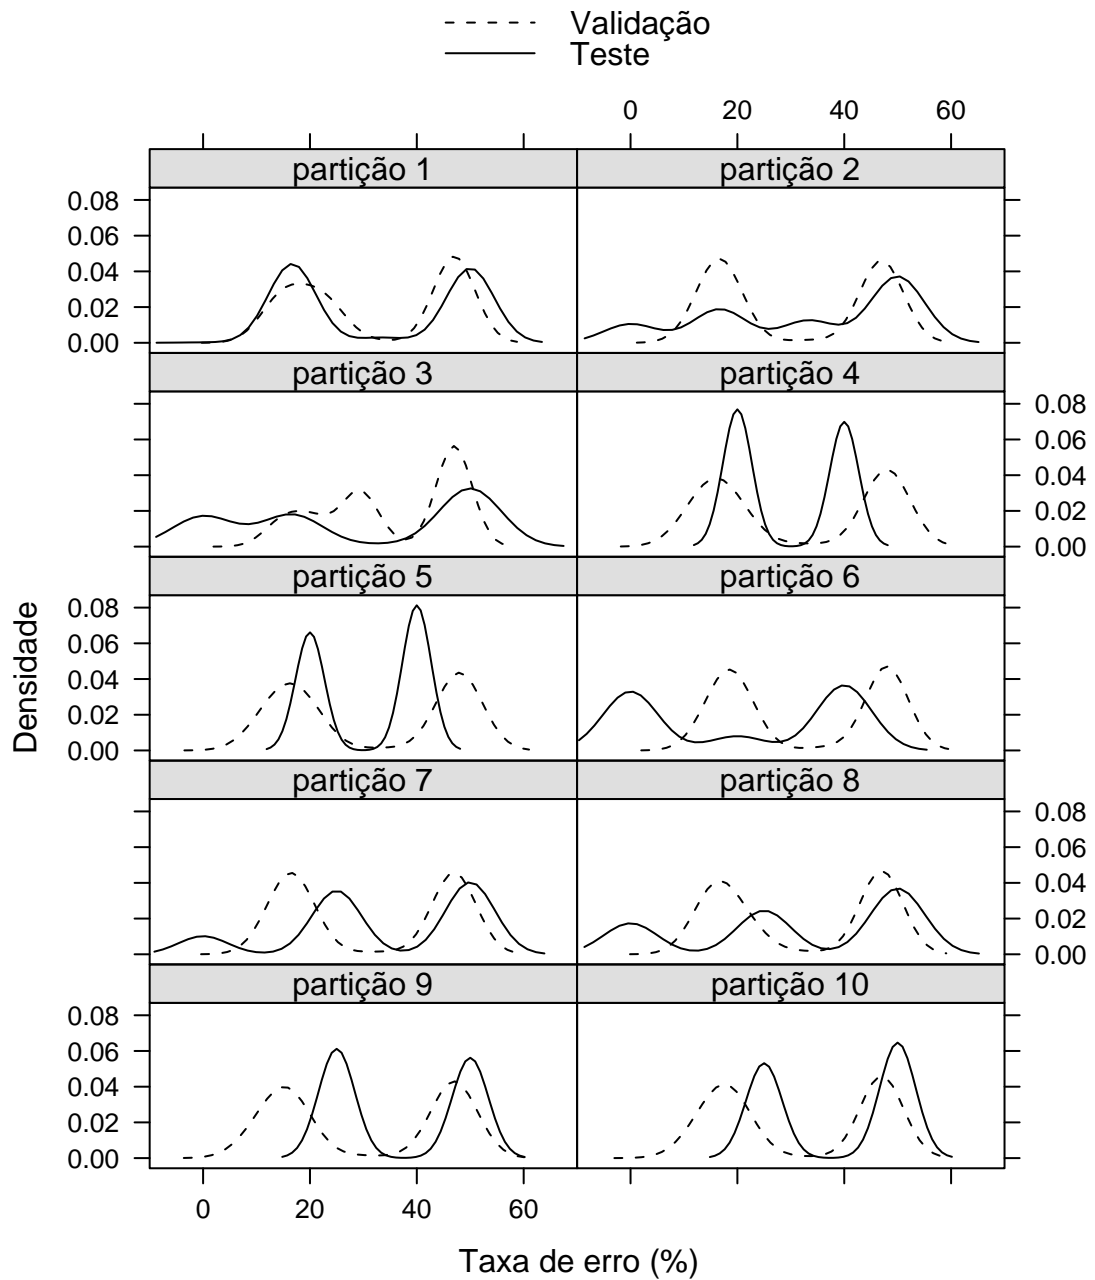 Validação
Teste
0 20 40 60
partição 1 partição 2
0.08
0.06
0.04
0.02
0.00
partição 3 partição 4
0.08
0.06
0.04
0.02
0.00
partição 5 partição 6
0.08
0.06
0.04
0.02
0.00
Densidade
partição 7 partição 8
0.08
0.06
0.04
0.02
0.00
partição 9 partição 10
0.08
0.06
0.04
0.02
0.00
0 20 40 60
Taxa de erro (%)